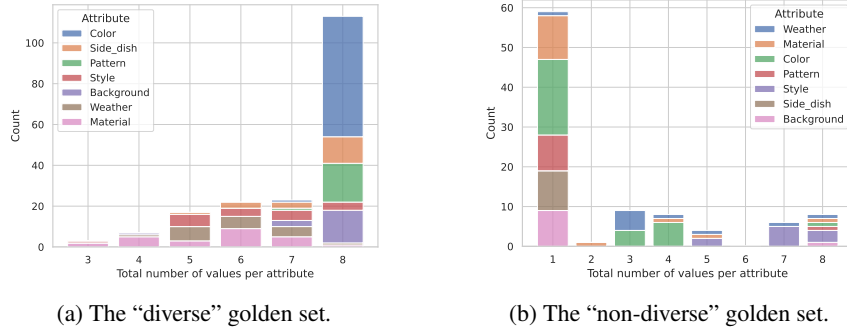 Attribute
Color
Side_dish
Pattern
Style
Background
Weather
Material
Count
100
80
60
40
20
0
3 4 5 6 7 8
Total number of values per attribute
(a) The “diverse” golden set.
Attribute
Weather
Material
Color
Pattern
Style
Side_dish
Background
Count
60
50
40
30
20
10
0
1 2 3 4 5 6 7 8
Total number of values per attribute
(b) The “non-diverse” golden set.